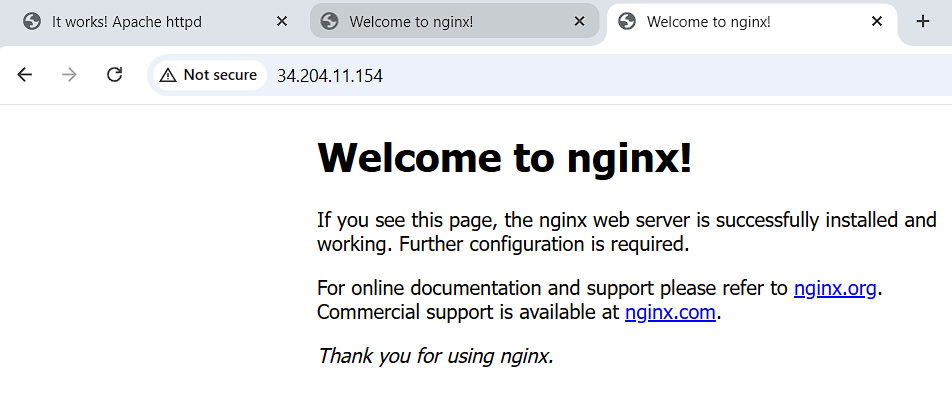 It works! Apache httpd
Welcome to nginx!
Welcome to nginx!
Not secure
34.204.11.154
Welcome to nginx!
If you see this page, the nginx web server is successfully installed and
working. Further configuration is required.
For online documentation and support please refer to nginx.org.
Commercial support is available at nginx.com.
Thank you for using nginx.